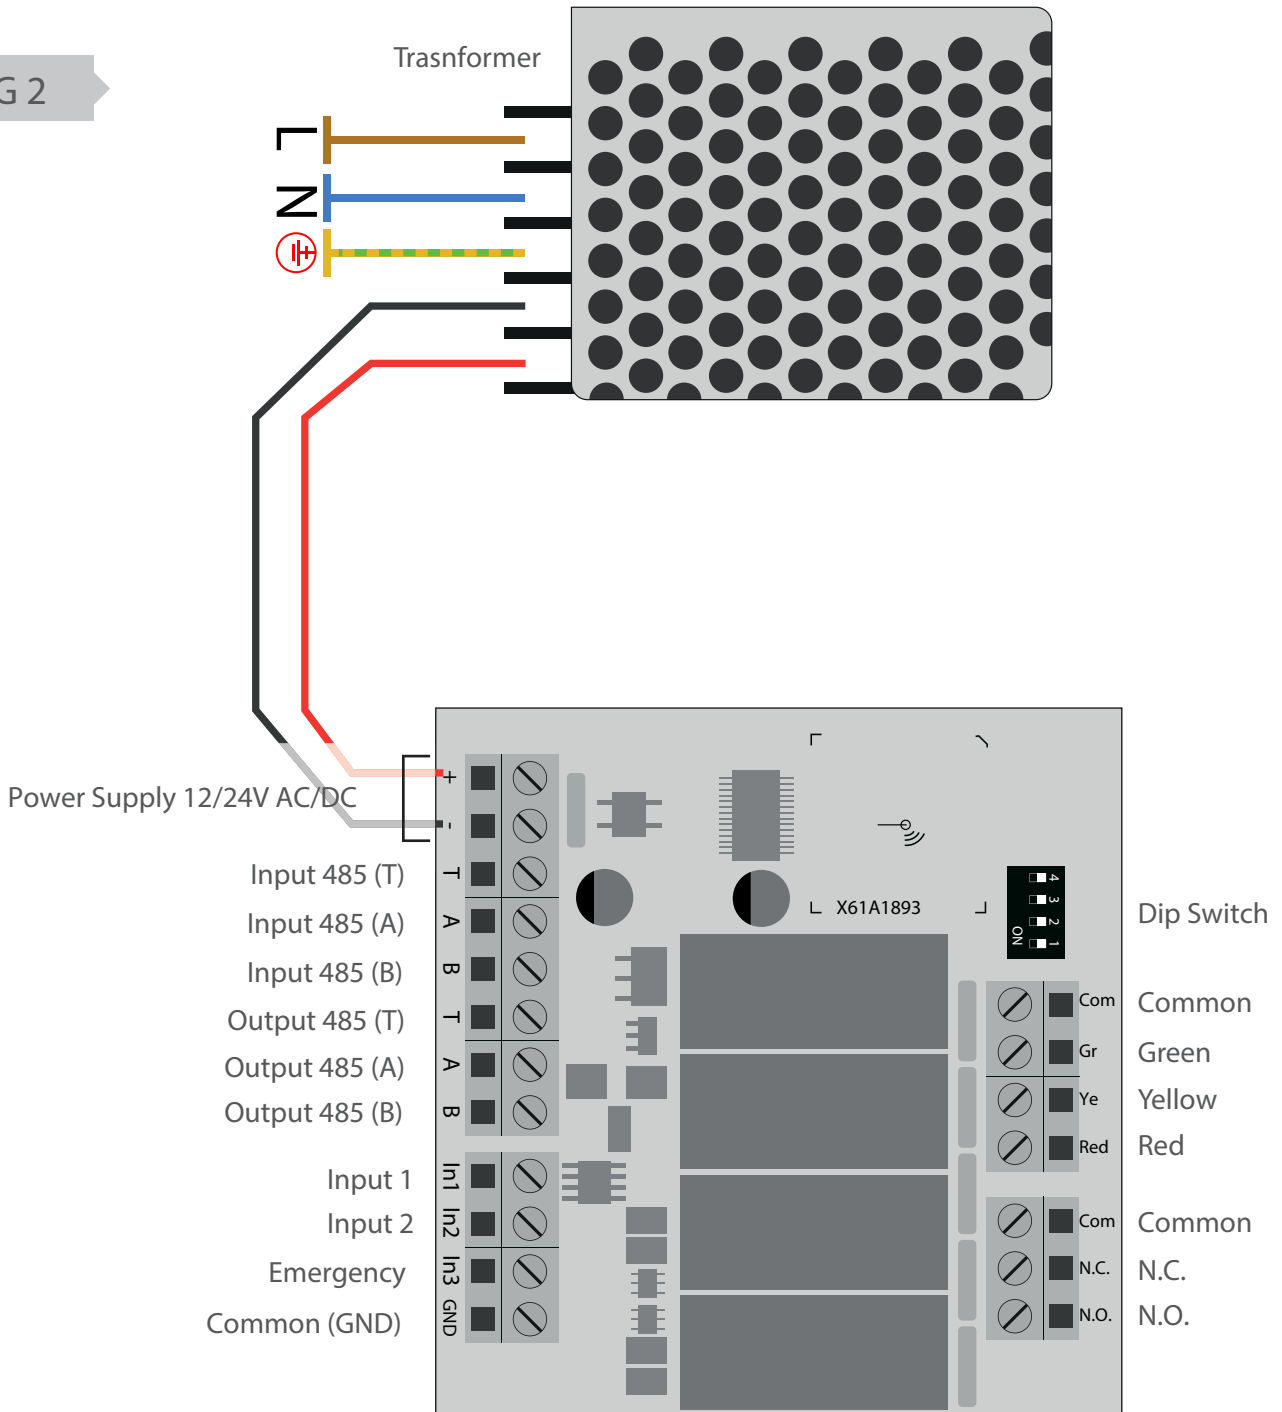 G 2
Trasnformer
L
N
Power Supply 12/24V AC/DC
+
-
Input 485 (T)
T
Input 485 (A)
A
Input 485 (B)
B
Output 485 (T)
T
Output 485 (A)
A
Output 485 (B)
B
Input 1
In1
Input 2
In2
Emergency
In3
Common (GND)
GND
X61A1893
4
3
2
1
ON
Dip Switch
Com
Common
Gr
Green
Ye
Yellow
Red
Red
Com
Common
N.C.
N.C.
N.O.
N.O.